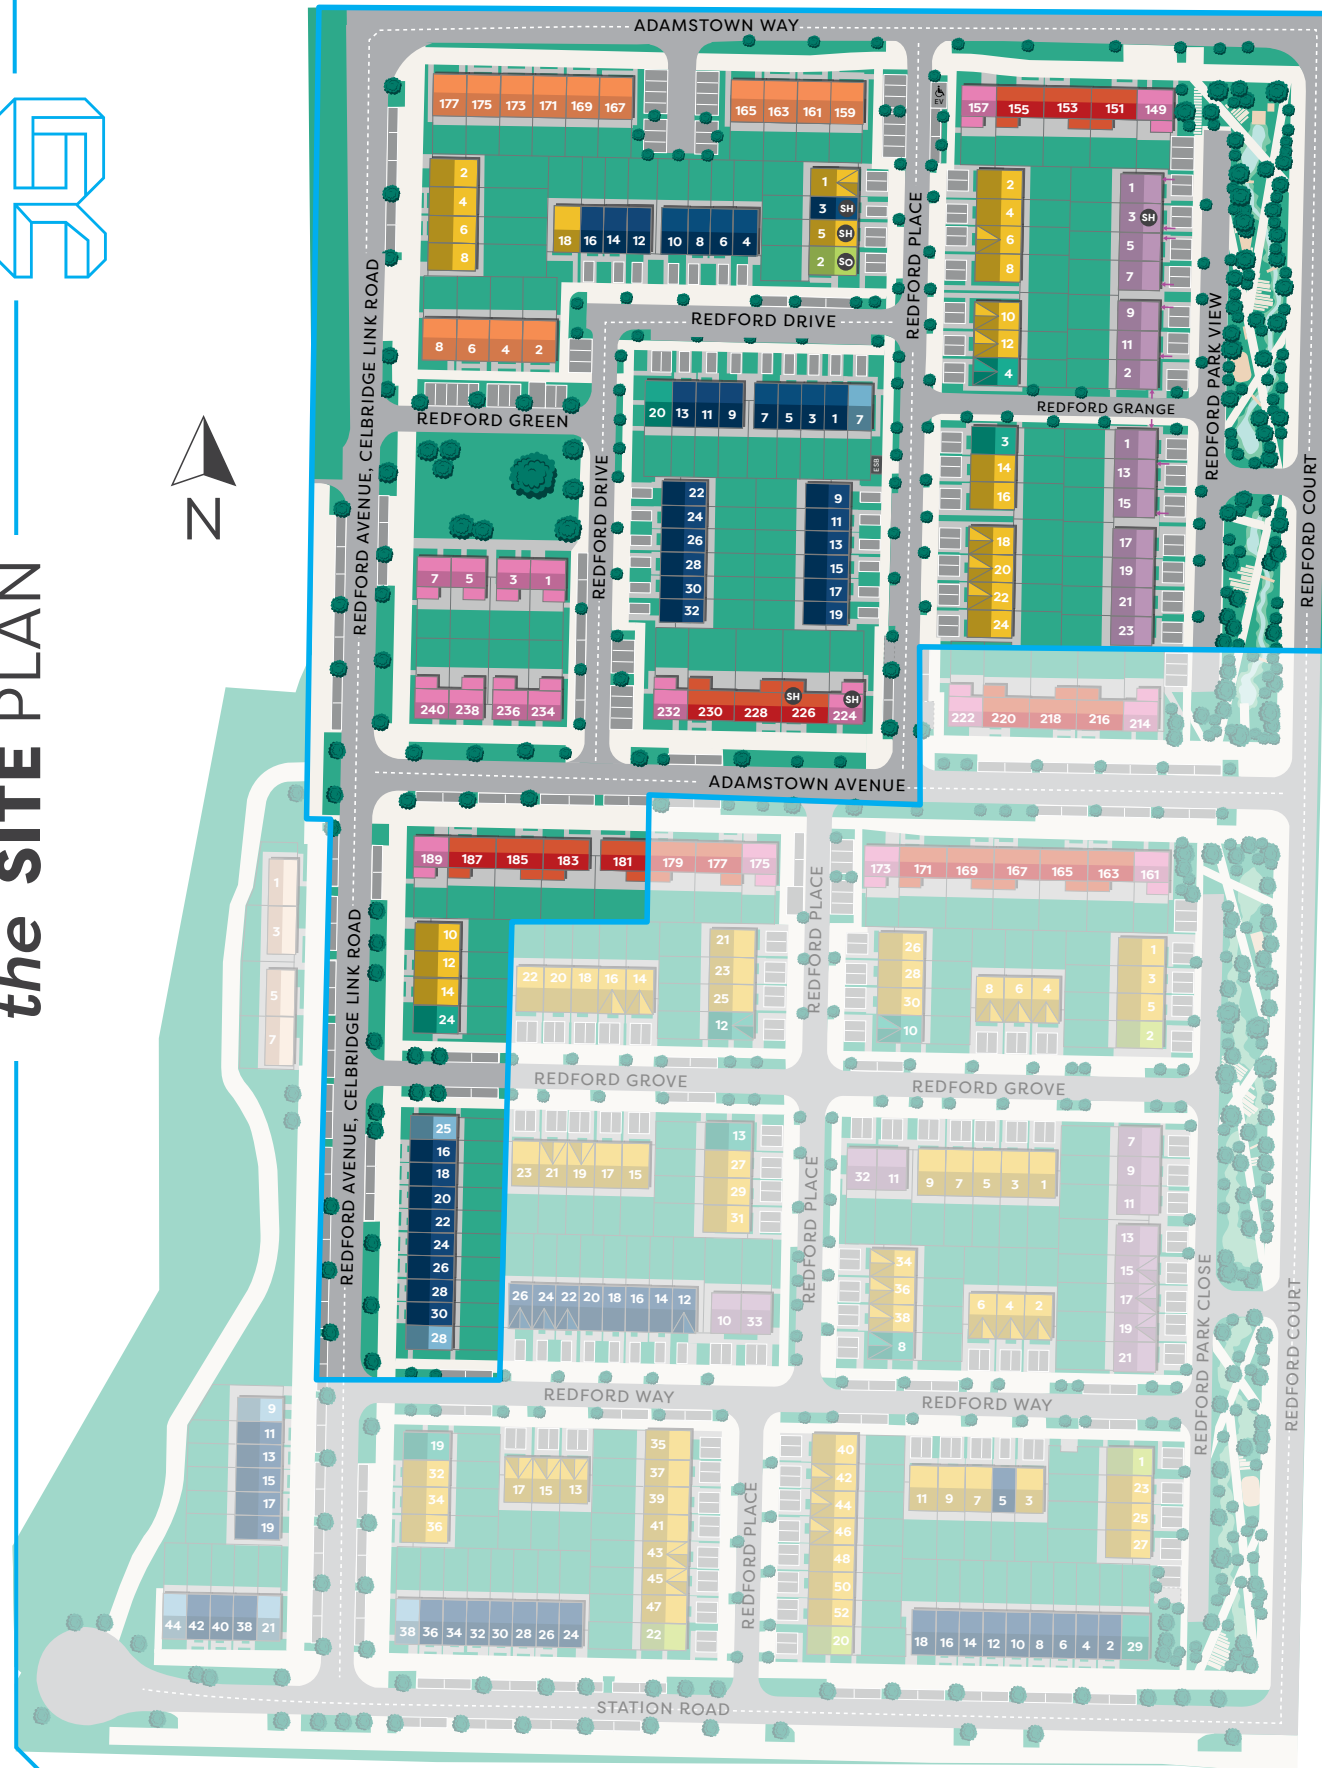 the SITE PLAN
N
ADAMSTOWN WAY
177 175 173 171 169 167
165 163 161 159
EV
157 155 153 151 149
2
4
6
8
18 16 14 12
10 8 6 4
1
3 SH
5 SH
2 SO
2
4
6
8
10
12
4
1
3 SH
5
7
9
11
2
REDFORD PLACE
REDFORD PARK VIEW
REDFORD AVENUE, CELBRIDGE LINK ROAD
REDFORD DRIVE
8 6 4 2
REDFORD GREEN
REDFORD GRANGE
20 13 11 9
7 5 3 1 7
ESB
REDFORD DRIVE
22
24
26
28
30
32
9
11
13
15
17
19
3
14
16
18
20
22
24
1
13
15
17
19
21
23
REDFORD COURT
7 5 3 1
240 238 236 234
232 230 228 SH 226 SH 224
222 220 218 216 214
ADAMSTOWN AVENUE
189 187 185 183 181 179 177 175
173 171 169 167 165 163 161
1
3
5
7
REDFORD AVENUE, CELBRIDGE LINK ROAD
10
12
14
24
22 20 18 16 14
21
23
25
12
REDFORD PLACE
26
28
30
10
8 6 4
1
3
5
2
REDFORD GROVE
REDFORD GROVE
25
16
18
20
22
24
26
28
30
28
23 21 19 17 15
13
27
29
31
REDFORD PLACE
32 11
9 7 5 3 1
7
9
11
13
15
17
19
21
26 24 22 20 18 16 14 12
10 33
34
36
38
8
6 4 2
REDFORD PARK CLOSE
REDFORD COURT
REDFORD WAY
REDFORD WAY
9
11
13
15
17
19
19
32
34
36
17 15 13
35
37
39
41
43
45
47
22
REDFORD PLACE
40
42
44
46
48
50
52
20
11 9 7 5 3
1
23
25
27
44 42 40 38 21
38 36 34 32 30 28 26 24
18 16 14 12 10 8 6 4 2 29
STATION ROAD